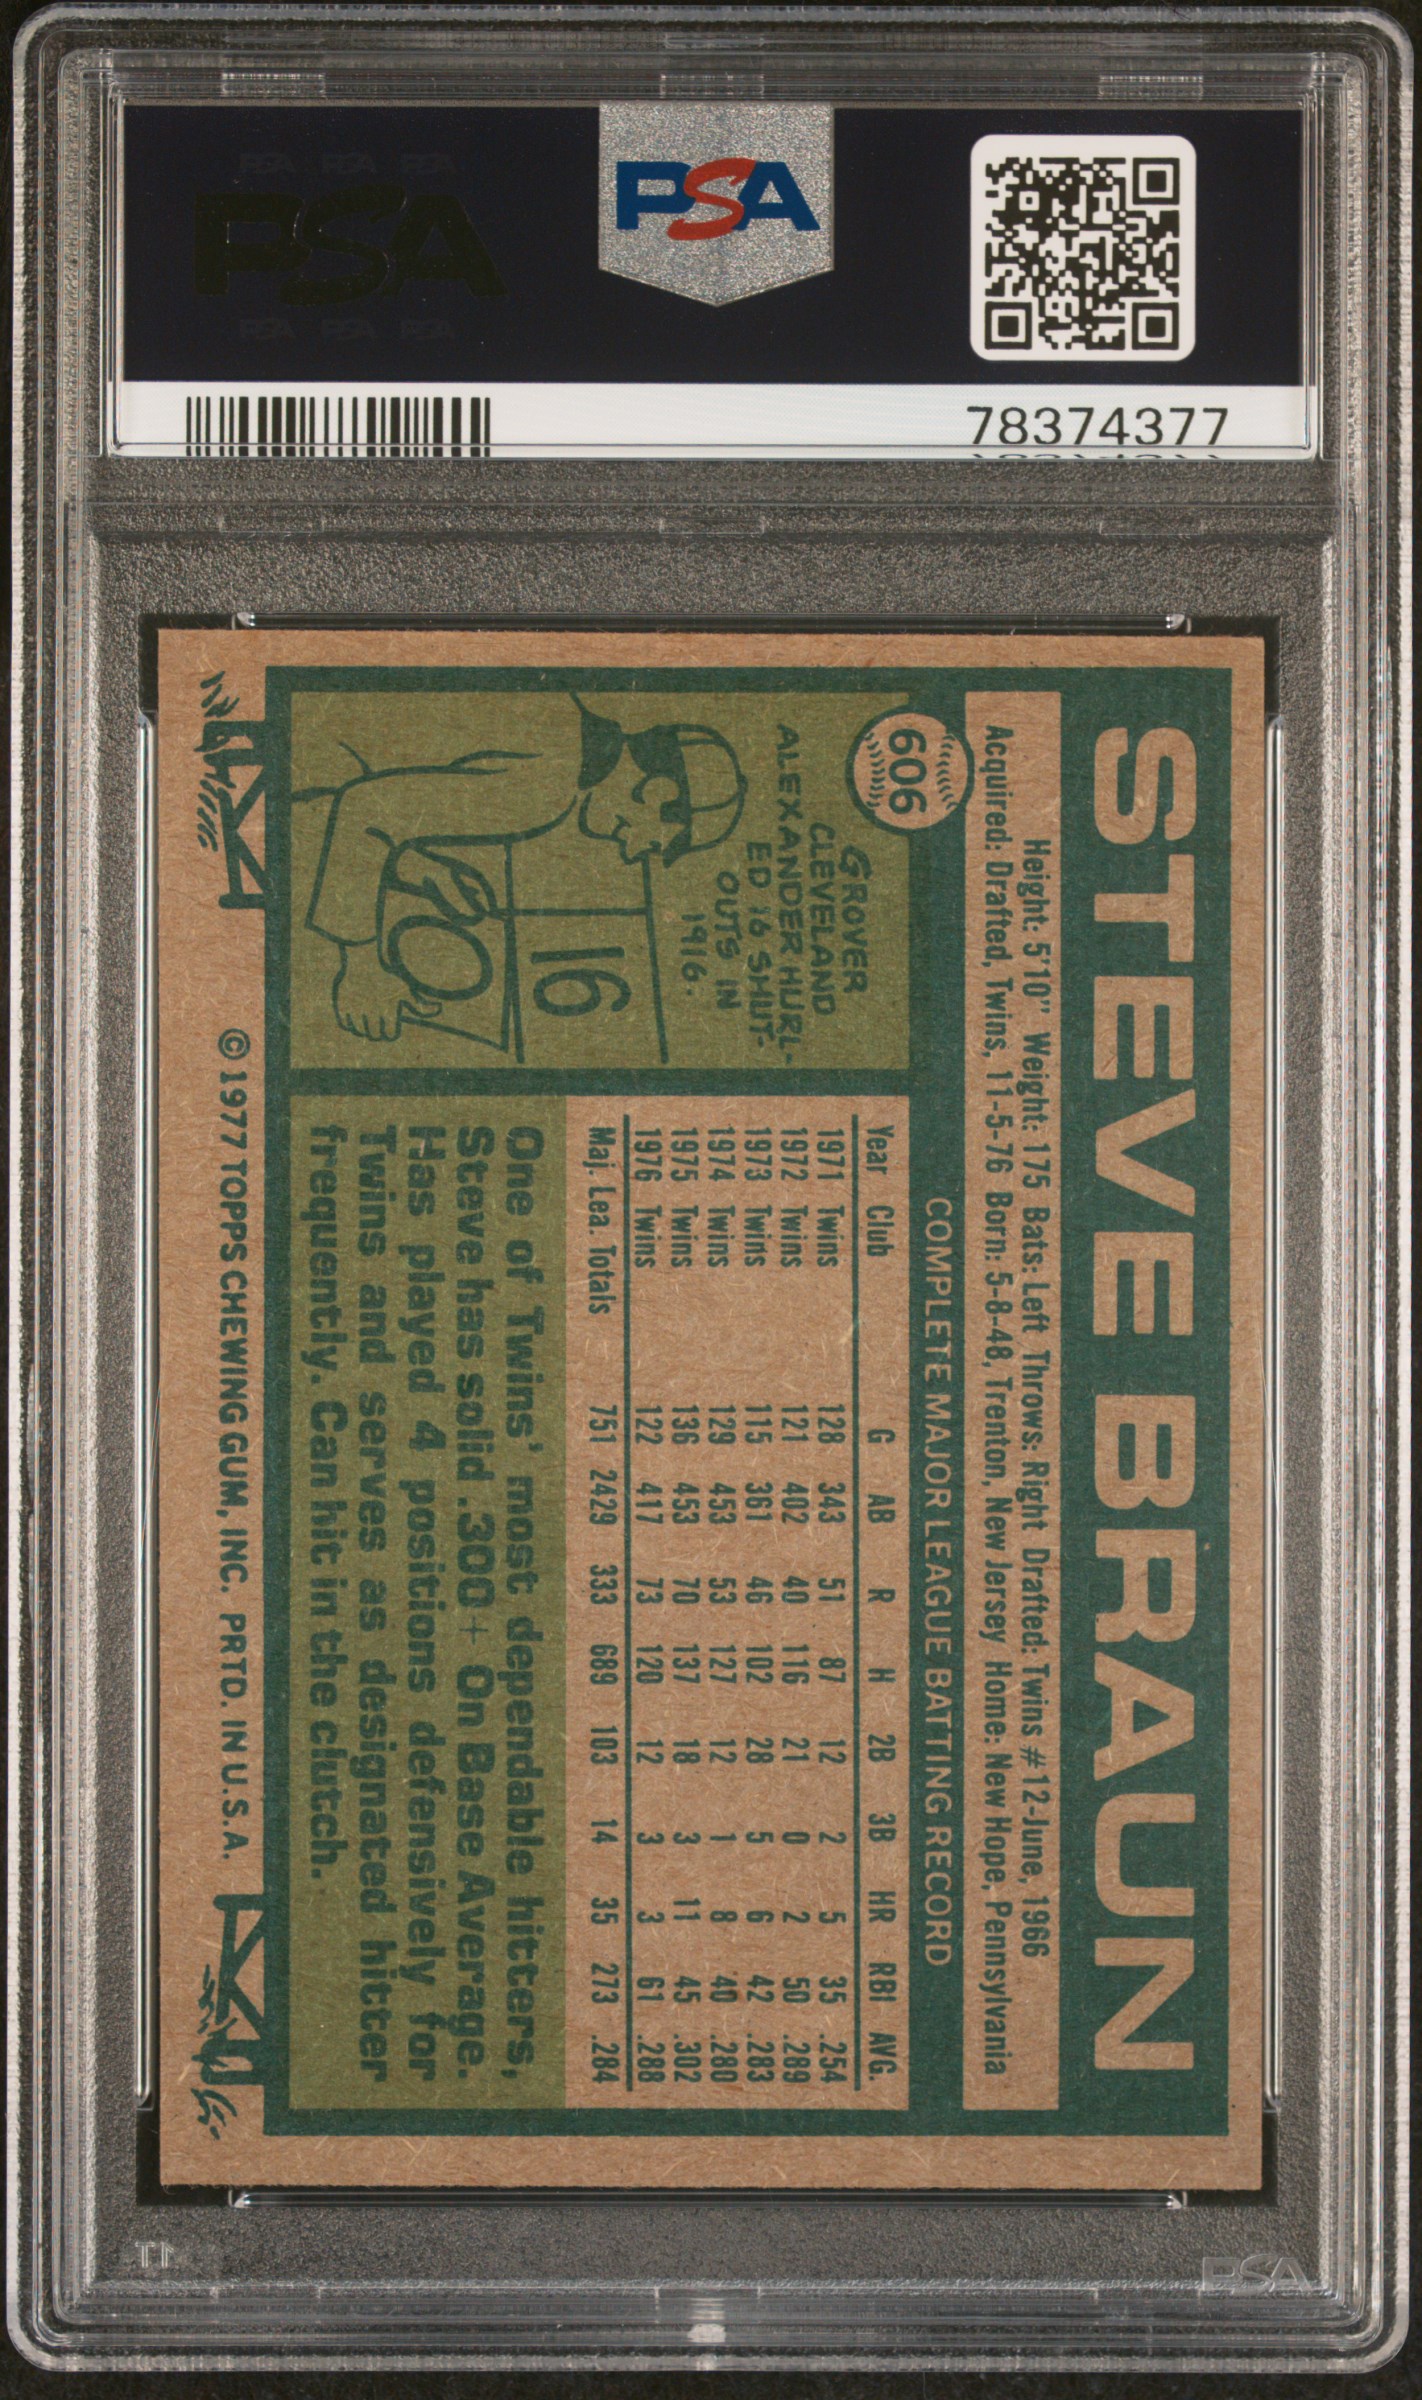 PSA
PSA PSA PSA
PSA
PSA PSA PSA
78374377
STEVE BRAUN
Height: 5'10" Weight: 175 Bats: Left Throws: Right Drafted: Twins #12-June, 1966
Acquired: Drafted, Twins, 11-5-76 Born: 5-8-48, Trenton, New Jersey Home: New Hope, Pennsylvania
606
COMPLETE MAJOR LEAGUE BATTING RECORD
GROVER
CLEVELAND
ALEXANDER HURL-
ED 16 SHUT-
OUTS IN
1916.
16
0
Year Club G AB R H 2B 3B HR RBI AVG.
1971 Twins 128 343 51 87 12 2 5 35 .254
1972 Twins 121 402 40 116 21 0 2 50 .289
1973 Twins 115 361 46 102 28 5 6 42 .283
1974 Twins 129 453 53 127 12 1 8 40 .280
1975 Twins 136 453 70 137 18 3 11 45 .302
1976 Twins 122 417 73 120 12 3 3 61 .288
Maj. Lea. Totals 751 2429 333 689 103 14 35 273 .284
One of Twins' most dependable hitters,
Steve has solid .300+ On Base Average.
Has played 4 positions defensively for
Twins and serves as designated hitter
frequently. Can hit in the clutch.
© 1977 TOPPS CHEWING GUM, INC. PRTD. IN U.S.A.
PSA